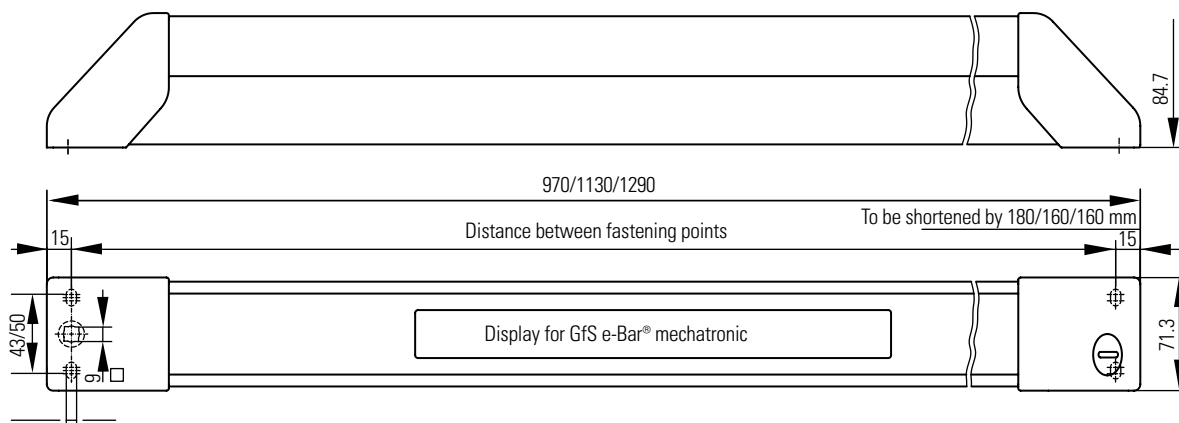 84.7
970/1130/1290
To be shortened by 180/160/160 mm
15
Distance between fastening points
15
43/50
Display for GfS e-Bar® mechatronic
71.3
9